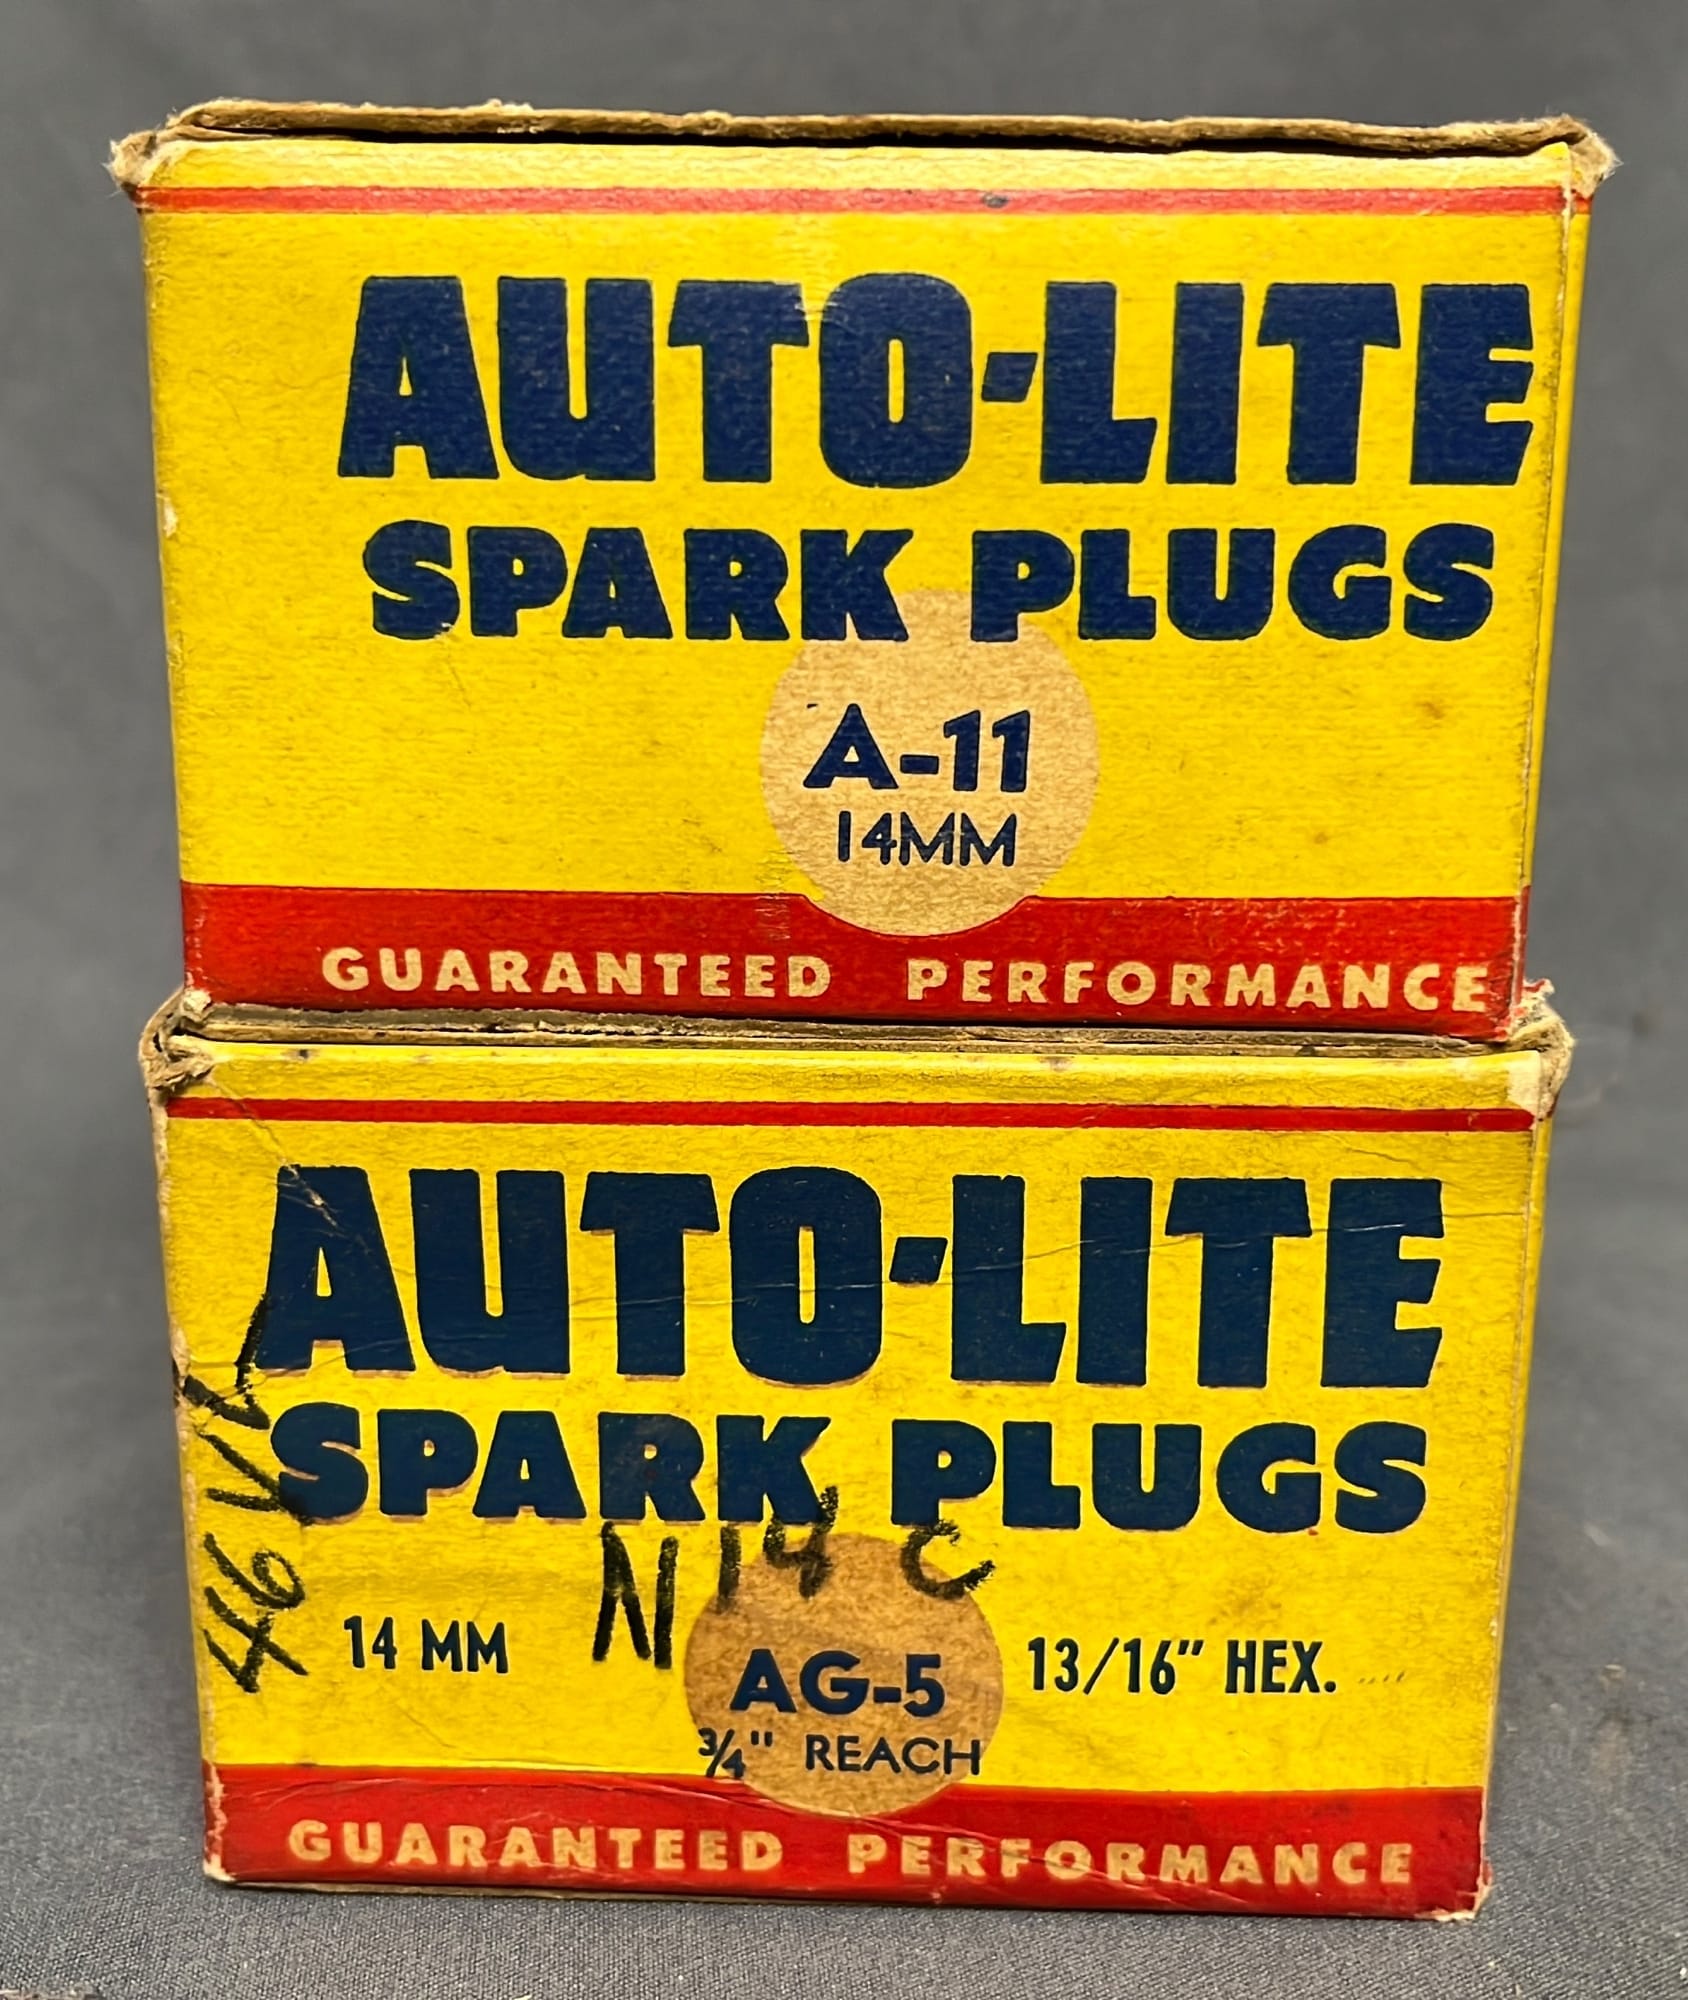 AUTO-LITE
SPARK PLUGS
A-11
14MM
GUARANTEED PERFORMANCE
AUTO-LITE
SPARK PLUGS
N 14 C
14 MM
AG-5
13/16" HEX.
3/4" REACH
GUARANTEED PERFORMANCE